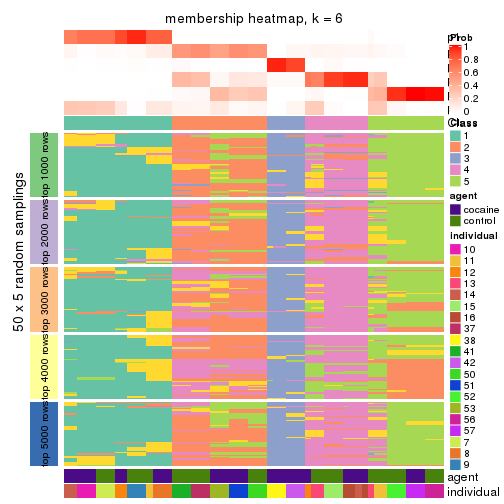 membership heatmap, k = 6
50 x 5 random samplings
top 1000 rows
top 2000 rows
top 3000 rows
top 4000 rows
top 5000 rows
Prob
1
0.8
0.6
0.4
0.2
0
Class
1
2
3
4
5
agent
cocaine
control
individual
10
11
12
13
14
15
16
37
38
41
42
50
51
52
53
56
57
7
8
9
agent
individual